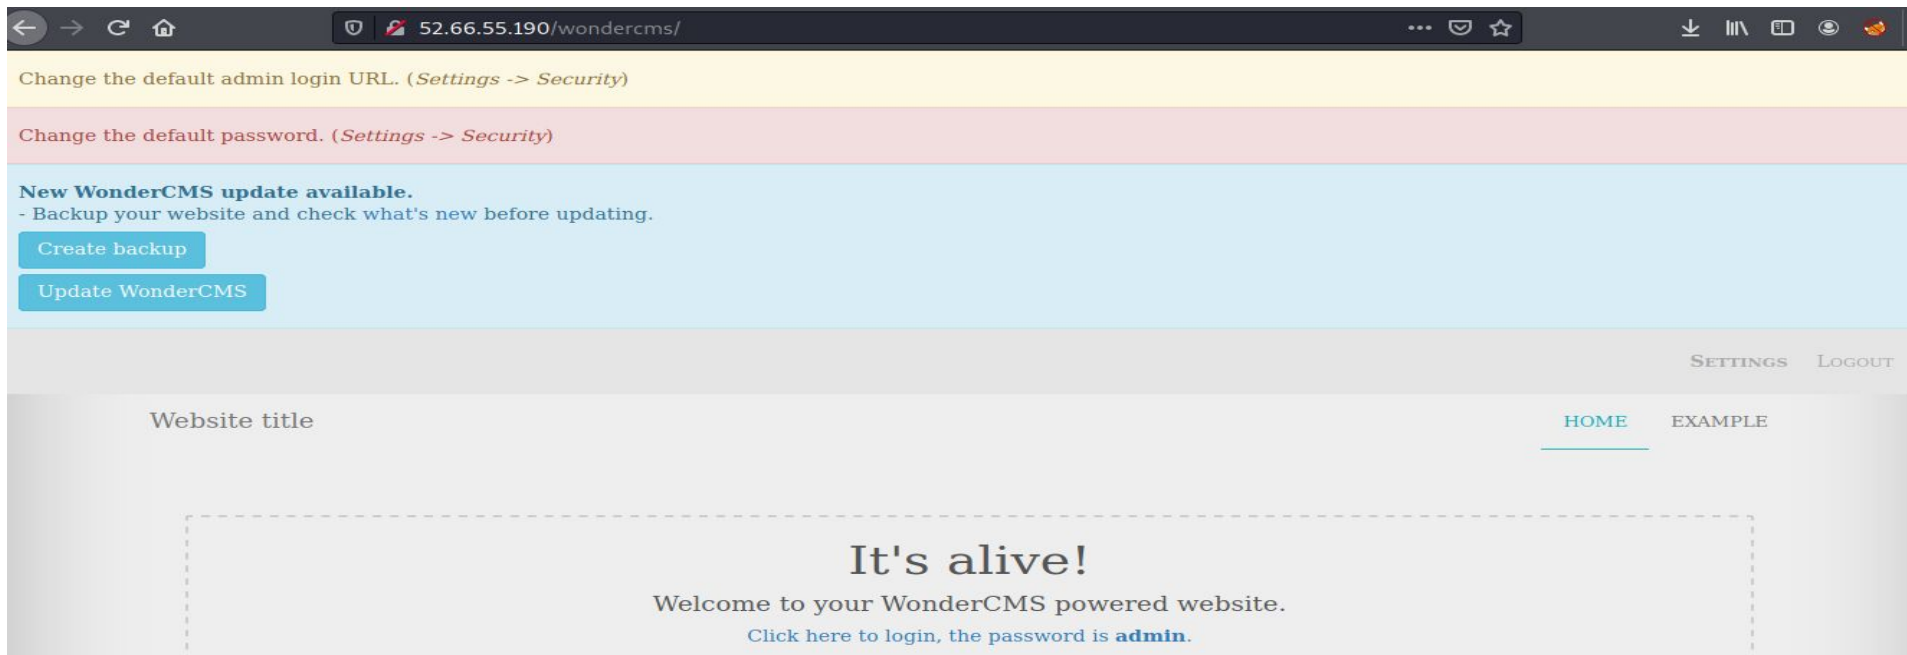 52.66.55.190/wondercms/
Change the default admin login URL. (Settings -> Security)
Change the default password. (Settings -> Security)
New WonderCMS update available.
- Backup your website and check what's new before updating.
Create backup
Update WonderCMS
SETTINGS LOGOUT
Website title HOME EXAMPLE
It's alive!
Welcome to your WonderCMS powered website.
Click here to login, the password is admin.